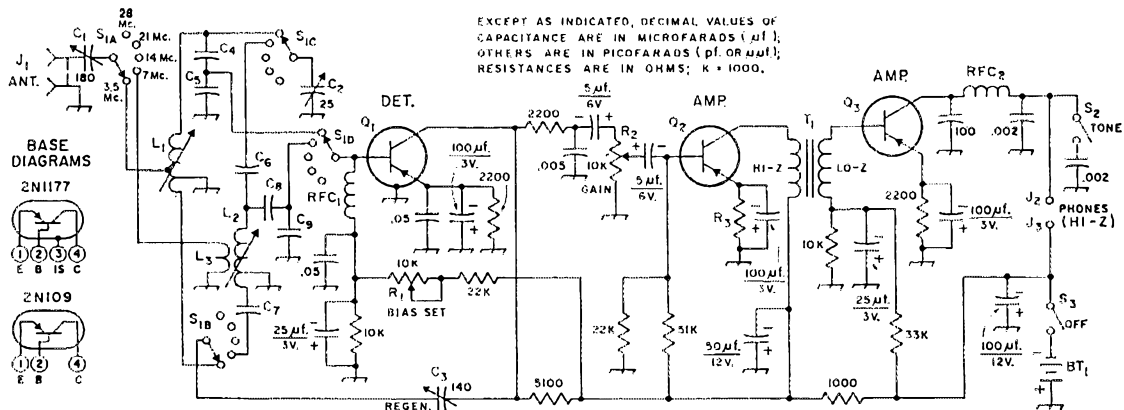 EXCEPT AS INDICATED, DECIMAL VALUES OF
CAPACITANCE ARE IN MICROFARADS (μf);
OTHERS ARE IN PICOFARADS (pf. OR μμf);
RESISTANCES ARE IN OHMS; K = 1000.
28
Mc.
S1A
21 Mc.
14 Mc.
7 Mc.
3.5
Mc.
C1
180
J1
ANT.
C4
C5
S1C
C2
25
L1
S1D
C6
C8
C9
L2
L3
C7
S1B
BASE
DIAGRAMS
2N1177
1 2 3 4
E B IS C
2N109
1 2 4
E B C
DET.
Q1
RFC1
.05
100 μf.
3V.
2200
.05
25 μf.
3V.
10K
10K
R1
BIAS SET
22K
C3
140
REGEN.
5100
2200
.005
5 μf.
6V
R2
10K
GAIN
5 μf.
6V.
AMP.
Q2
R3
100 μf.
3V.
22K
51K
50 μf.
12V.
T1
HI-Z
LO-Z
AMP.
Q3
RFC2
100
.002
S2
TONE
.002
2200
100 μf.
3V.
10K
25 μf.
3V.
33K
1000
J2
PHONES
(HI-Z)
J3
S3
OFF
100 μf.
12V.
BT1